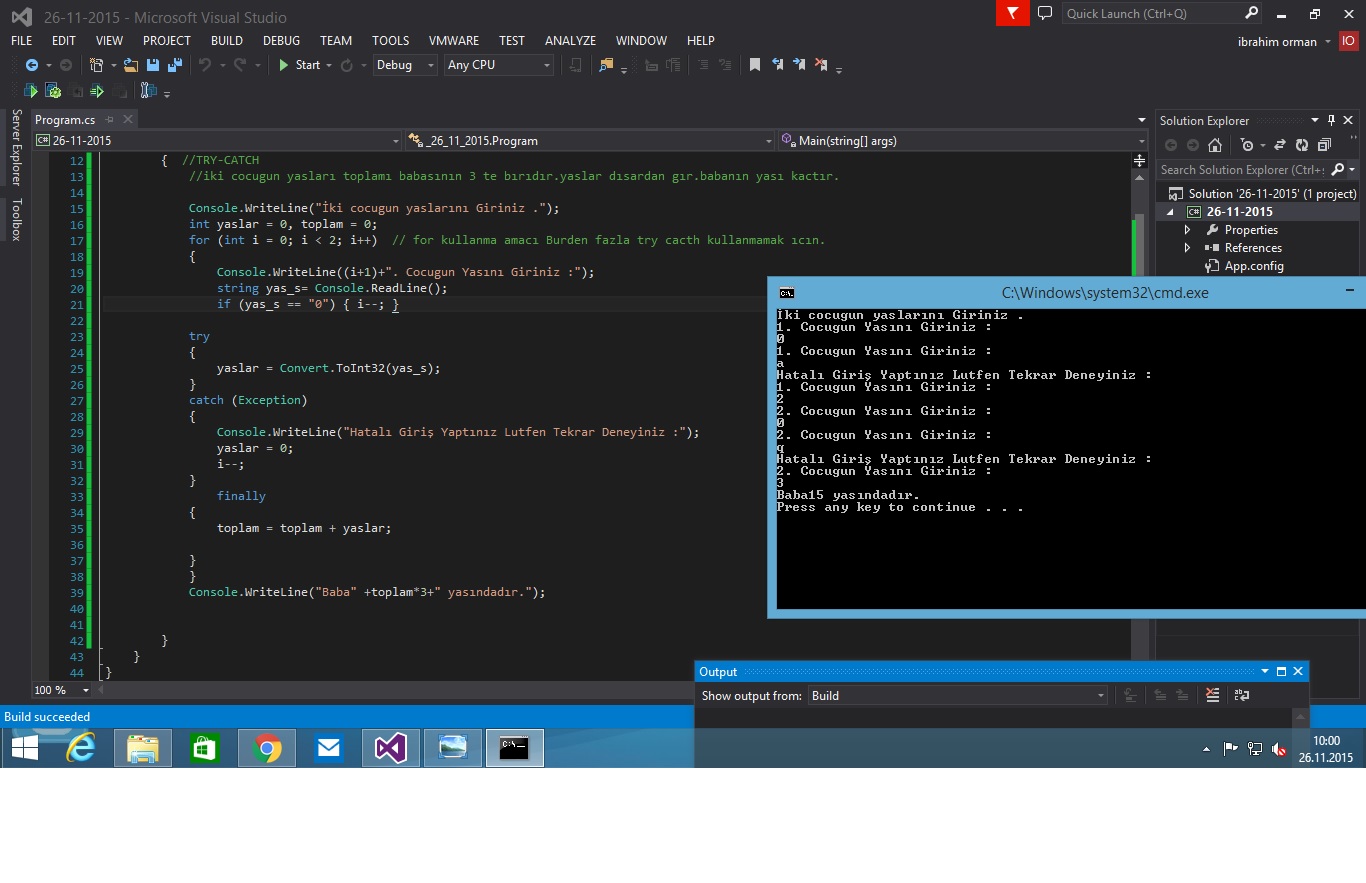 26-11-2015 - Microsoft Visual Studio
Quick Launch (Ctrl+Q)
FILE EDIT VIEW PROJECT BUILD DEBUG TEAM TOOLS VMWARE TEST ANALYZE WINDOW HELP
ibrahim orman IO
Start Debug Any CPU
Server Explorer
Toolbox
Program.cs
C# 26-11-2015 _26_11_2015.Program Main(string[] args)
12 { //TRY-CATCH
13 //iki cocugun yasları toplamı babasının 3 te bırıdır.yaslar dısardan gır.babanın yası kactır.
14
15 Console.WriteLine("İki cocugun yaslarını Giriniz .");
16 int yaslar = 0, toplam = 0;
17 for (int i = 0; i < 2; i++) // for kullanma amacı Burden fazla try cacth kullanmamak ıcın.
18 {
19 Console.WriteLine((i+1)+". Cocugun Yasını Giriniz :");
20 string yas_s= Console.ReadLine();
21 if (yas_s == "0") { i--; }
22
23 try
24 {
25 yaslar = Convert.ToInt32(yas_s);
26 }
27 catch (Exception)
28 {
29 Console.WriteLine("Hatalı Giriş Yaptınız Lutfen Tekrar Deneyiniz :");
30 yaslar = 0;
31 i--;
32 }
33 finally
34 {
35 toplam = toplam + yaslar;
36
37 }
38 }
39 Console.WriteLine("Baba" +toplam*3+" yasındadır.");
40
41
42 }
43 }
44 }
100 %
Solution Explorer
Search Solution Explorer (Ctrl+;
Solution '26-11-2015' (1 project)
C# 26-11-2015
Properties
References
App.config
C:\Windows\system32\cmd.exe
İki cocugun yaslarını Giriniz .
1. Cocugun Yasını Giriniz :
0
1. Cocugun Yasını Giriniz :
a
Hatalı Giriş Yaptınız Lutfen Tekrar Deneyiniz :
1. Cocugun Yasını Giriniz :
2
2. Cocugun Yasını Giriniz :
0
2. Cocugun Yasını Giriniz :
q
Hatalı Giriş Yaptınız Lutfen Tekrar Deneyiniz :
2. Cocugun Yasını Giriniz :
3
Baba15 yasındadır.
Press any key to continue . . .
Output
Show output from: Build
Build succeeded
10:00
26.11.2015